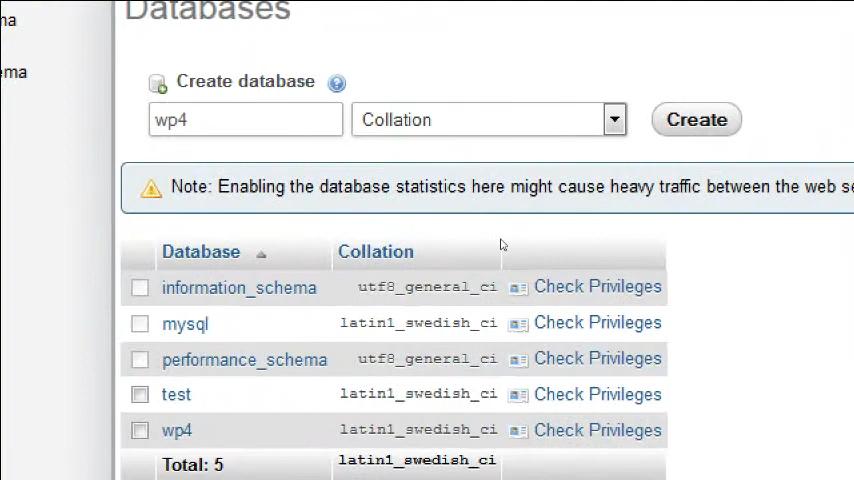 Databases
ma
ema
Create database
wp4
Collation
Create
Note: Enabling the database statistics here might cause heavy traffic between the web se
Database Collation
information_schema utf8_general_ci Check Privileges
mysql latin1_swedish_ci Check Privileges
performance_schema utf8_general_ci Check Privileges
test latin1_swedish_ci Check Privileges
wp4 latin1_swedish_ci Check Privileges
Total: 5 latin1_swedish_ci